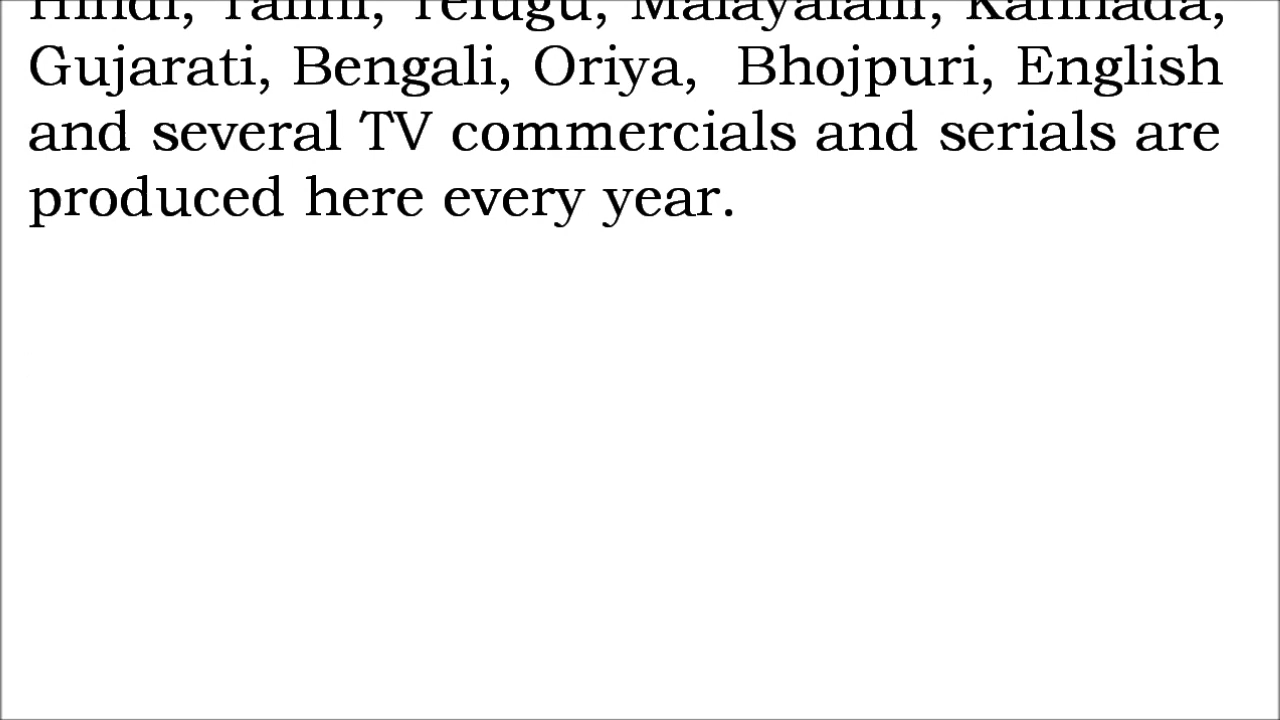 Hindi, Tamil, Telugu, Malayalam, Kannada,
Gujarati, Bengali, Oriya,  Bhojpuri, English
and several TV commercials and serials are
produced here every year.